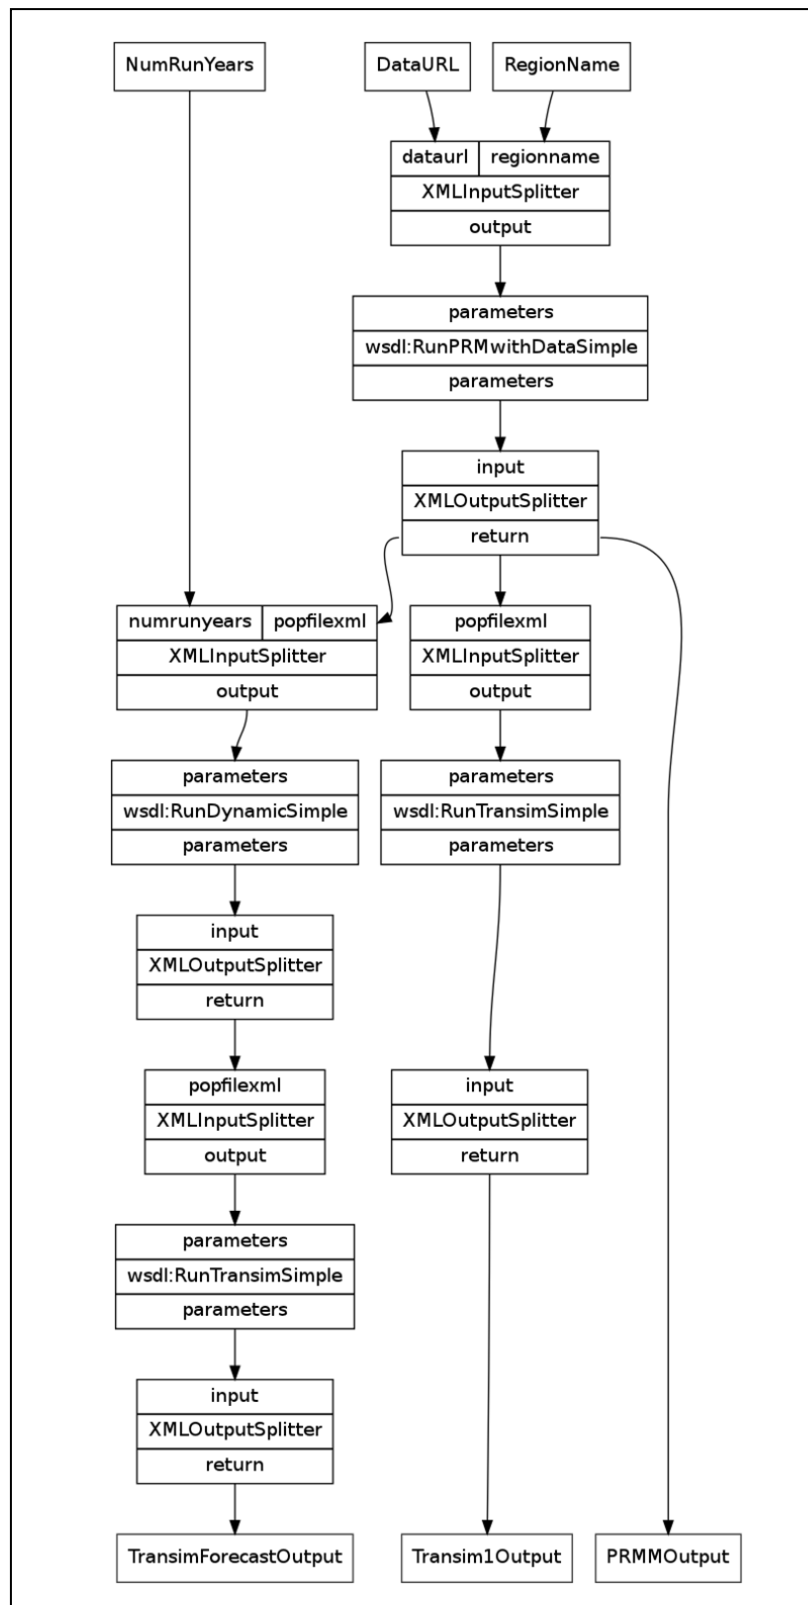 NumRunYears
DataURL
RegionName
dataurl
regionname
XMLInputSplitter
output
parameters
wsdl:RunPRMwithDataSimple
parameters
input
XMLOutputSplitter
return
numrunyears
popfilexml
XMLInputSplitter
output
popfilexml
XMLInputSplitter
output
parameters
wsdl:RunDynamicSimple
parameters
parameters
wsdl:RunTransimSimple
parameters
input
XMLOutputSplitter
return
popfilexml
XMLInputSplitter
output
input
XMLOutputSplitter
return
parameters
wsdl:RunTransimSimple
parameters
input
XMLOutputSplitter
return
TransimForecastOutput
Transim1Output
PRMMOutput